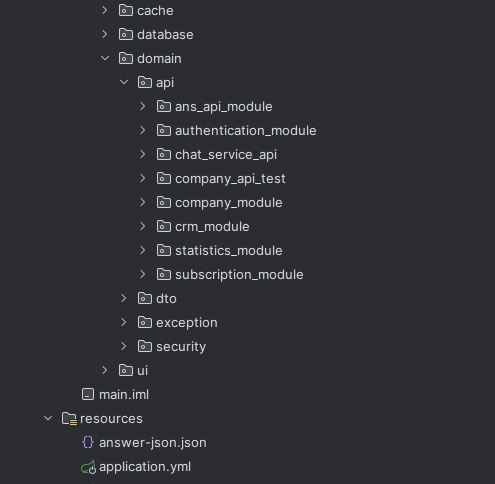 cache
database
domain
api
ans_api_module
authentication_module
chat_service_api
company_api_test
company_module
crm_module
statistics_module
subscription_module
dto
exception
security
ui
main.iml
resources
answer-json.json
application.yml